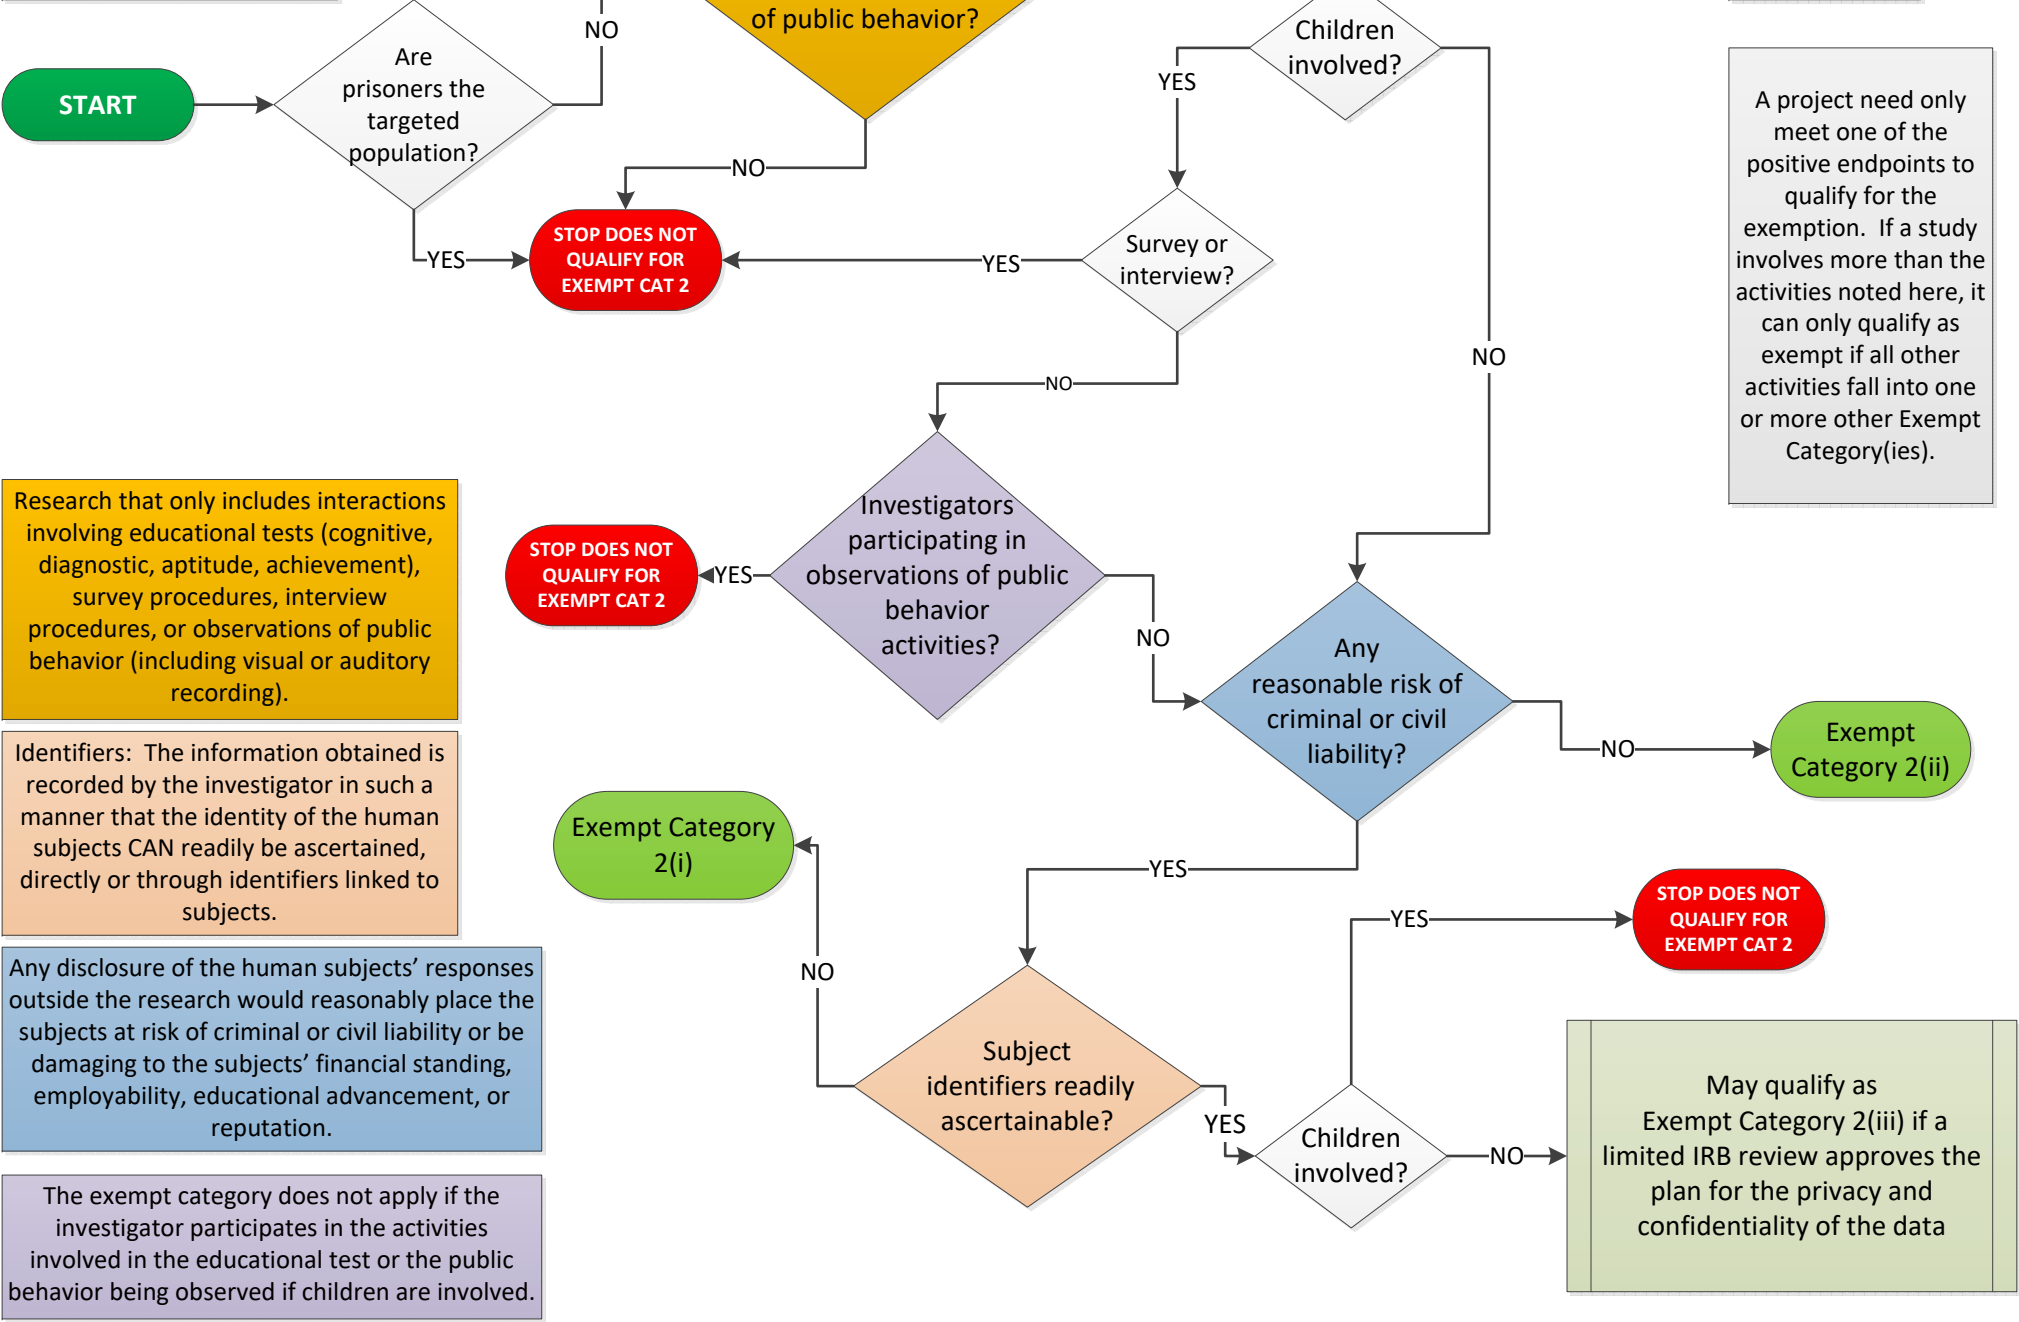 of public behavior?
Children
involved?
NO
YES
START
Are
prisoners the
targeted
population?
NO
YES
STOP DOES NOT
QUALIFY FOR
EXEMPT CAT 2
YES
Survey or
interview?
NO
NO
A project need only
meet one of the
positive endpoints to
qualify for the
exemption.  If a study
involves more than the
activities noted here, it
can only qualify as
exempt if all other
activities fall into one
or more other Exempt
Category(ies).
Research that only includes interactions
involving educational tests (cognitive,
diagnostic, aptitude, achievement),
survey procedures, interview
procedures, or observations of public
behavior (including visual or auditory
recording).
STOP DOES NOT
QUALIFY FOR
EXEMPT CAT 2
YES
Investigators
participating in
observations of public
behavior
activities?
NO
Any
reasonable risk of
criminal or civil
liability?
NO
Exempt
Category 2(ii)
Identifiers:  The information obtained is
recorded by the investigator in such a
manner that the identity of the human
subjects CAN readily be ascertained,
directly or through identifiers linked to
subjects.
Exempt Category
2(i)
YES
YES
STOP DOES NOT
QUALIFY FOR
EXEMPT CAT 2
NO
Any disclosure of the human subjects’ responses
outside the research would reasonably place the
subjects at risk of criminal or civil liability or be
damaging to the subjects’ financial standing,
employability, educational advancement, or
reputation.
Subject
identifiers readily
ascertainable?
YES
Children
involved?
NO
May qualify as
Exempt Category 2(iii) if a
limited IRB review approves the
plan for the privacy and
confidentiality of the data
The exempt category does not apply if the
investigator participates in the activities
involved in the educational test or the public
behavior being observed if children are involved.